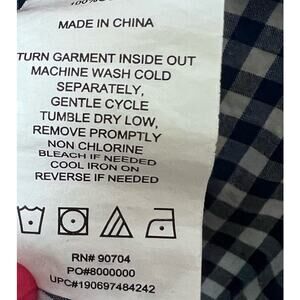 MADE IN CHINA
TURN GARMENT INSIDE OUT
MACHINE WASH COLD
SEPARATELY,
GENTLE CYCLE
TUMBLE DRY LOW,
REMOVE PROMPTLY
NON CHLORINE
BLEACH IF NEEDED
COOL IRON ON
REVERSE IF NEEDED
RN# 90704
PO#8000000
UPC#190697484242